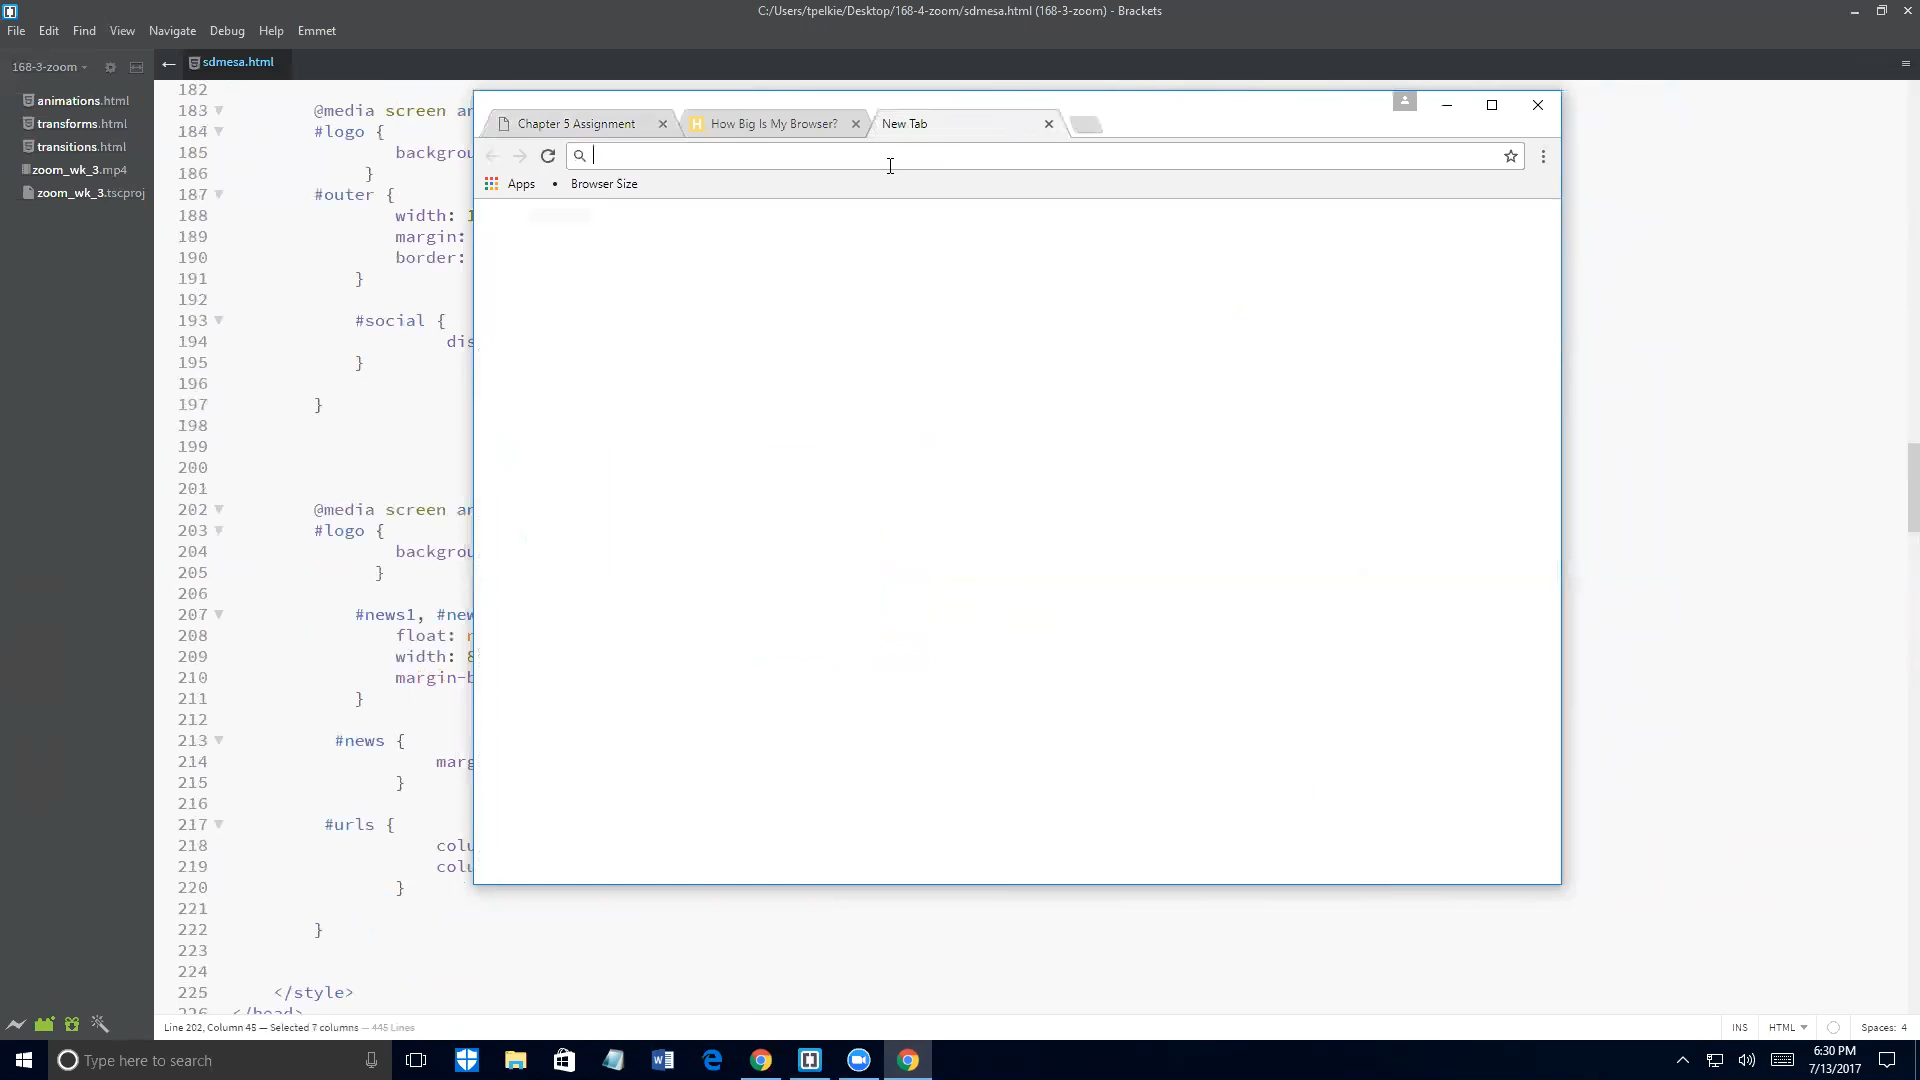 C:/Users/tpelkie/Desktop/168-4-zoom/sdmesa.html (168-3-zoom) - Brackets
File Edit Find View Navigate Debug Help Emmet
168-3-zoom
sdmesa.html
animations.html
transforms.html
transitions.html
zoom_wk_3.mp4
zoom_wk_3.tscproj
182
183 @media screen an
184 #logo {
185 backgrou
186 }
187 #outer {
188 width: 1
189 margin:
190 border:
191 }
192
193 #social {
194 dis
195 }
196
197 }
198
199
200
201
202 @media screen an
203 #logo {
204 backgrou
205 }
206
207 #news1, #new
208 float: r
209 width: 8
210 margin-b
211 }
212
213 #news {
214 marg
215 }
216
217 #urls {
218 colu
219 colu
220 }
221
222 }
223
224
225 </style>
226 </head>
Chapter 5 Assignment
How Big Is My Browser?
New Tab
Apps
• Browser Size
Line 202, Column 45 — Selected 7 columns — 445 Lines
INS HTML Spaces: 4
Type here to search
6:30 PM
7/13/2017